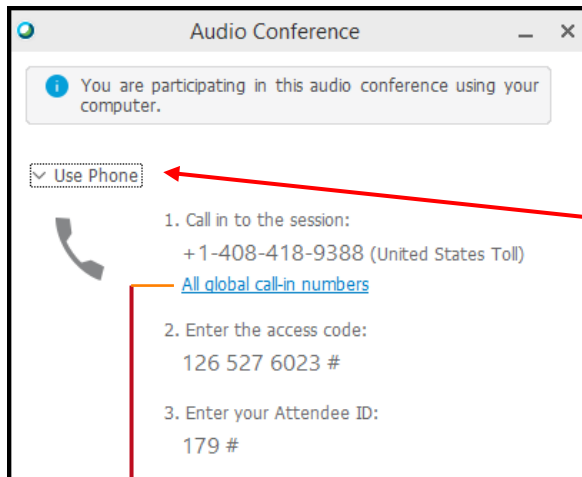 Audio Conference
You are participating in this audio conference using your
computer.
Use Phone
1. Call in to the session:
+1-408-418-9388 (United States Toll)
All global call-in numbers
2. Enter the access code:
126 527 6023 #
3. Enter your Attendee ID:
179 #